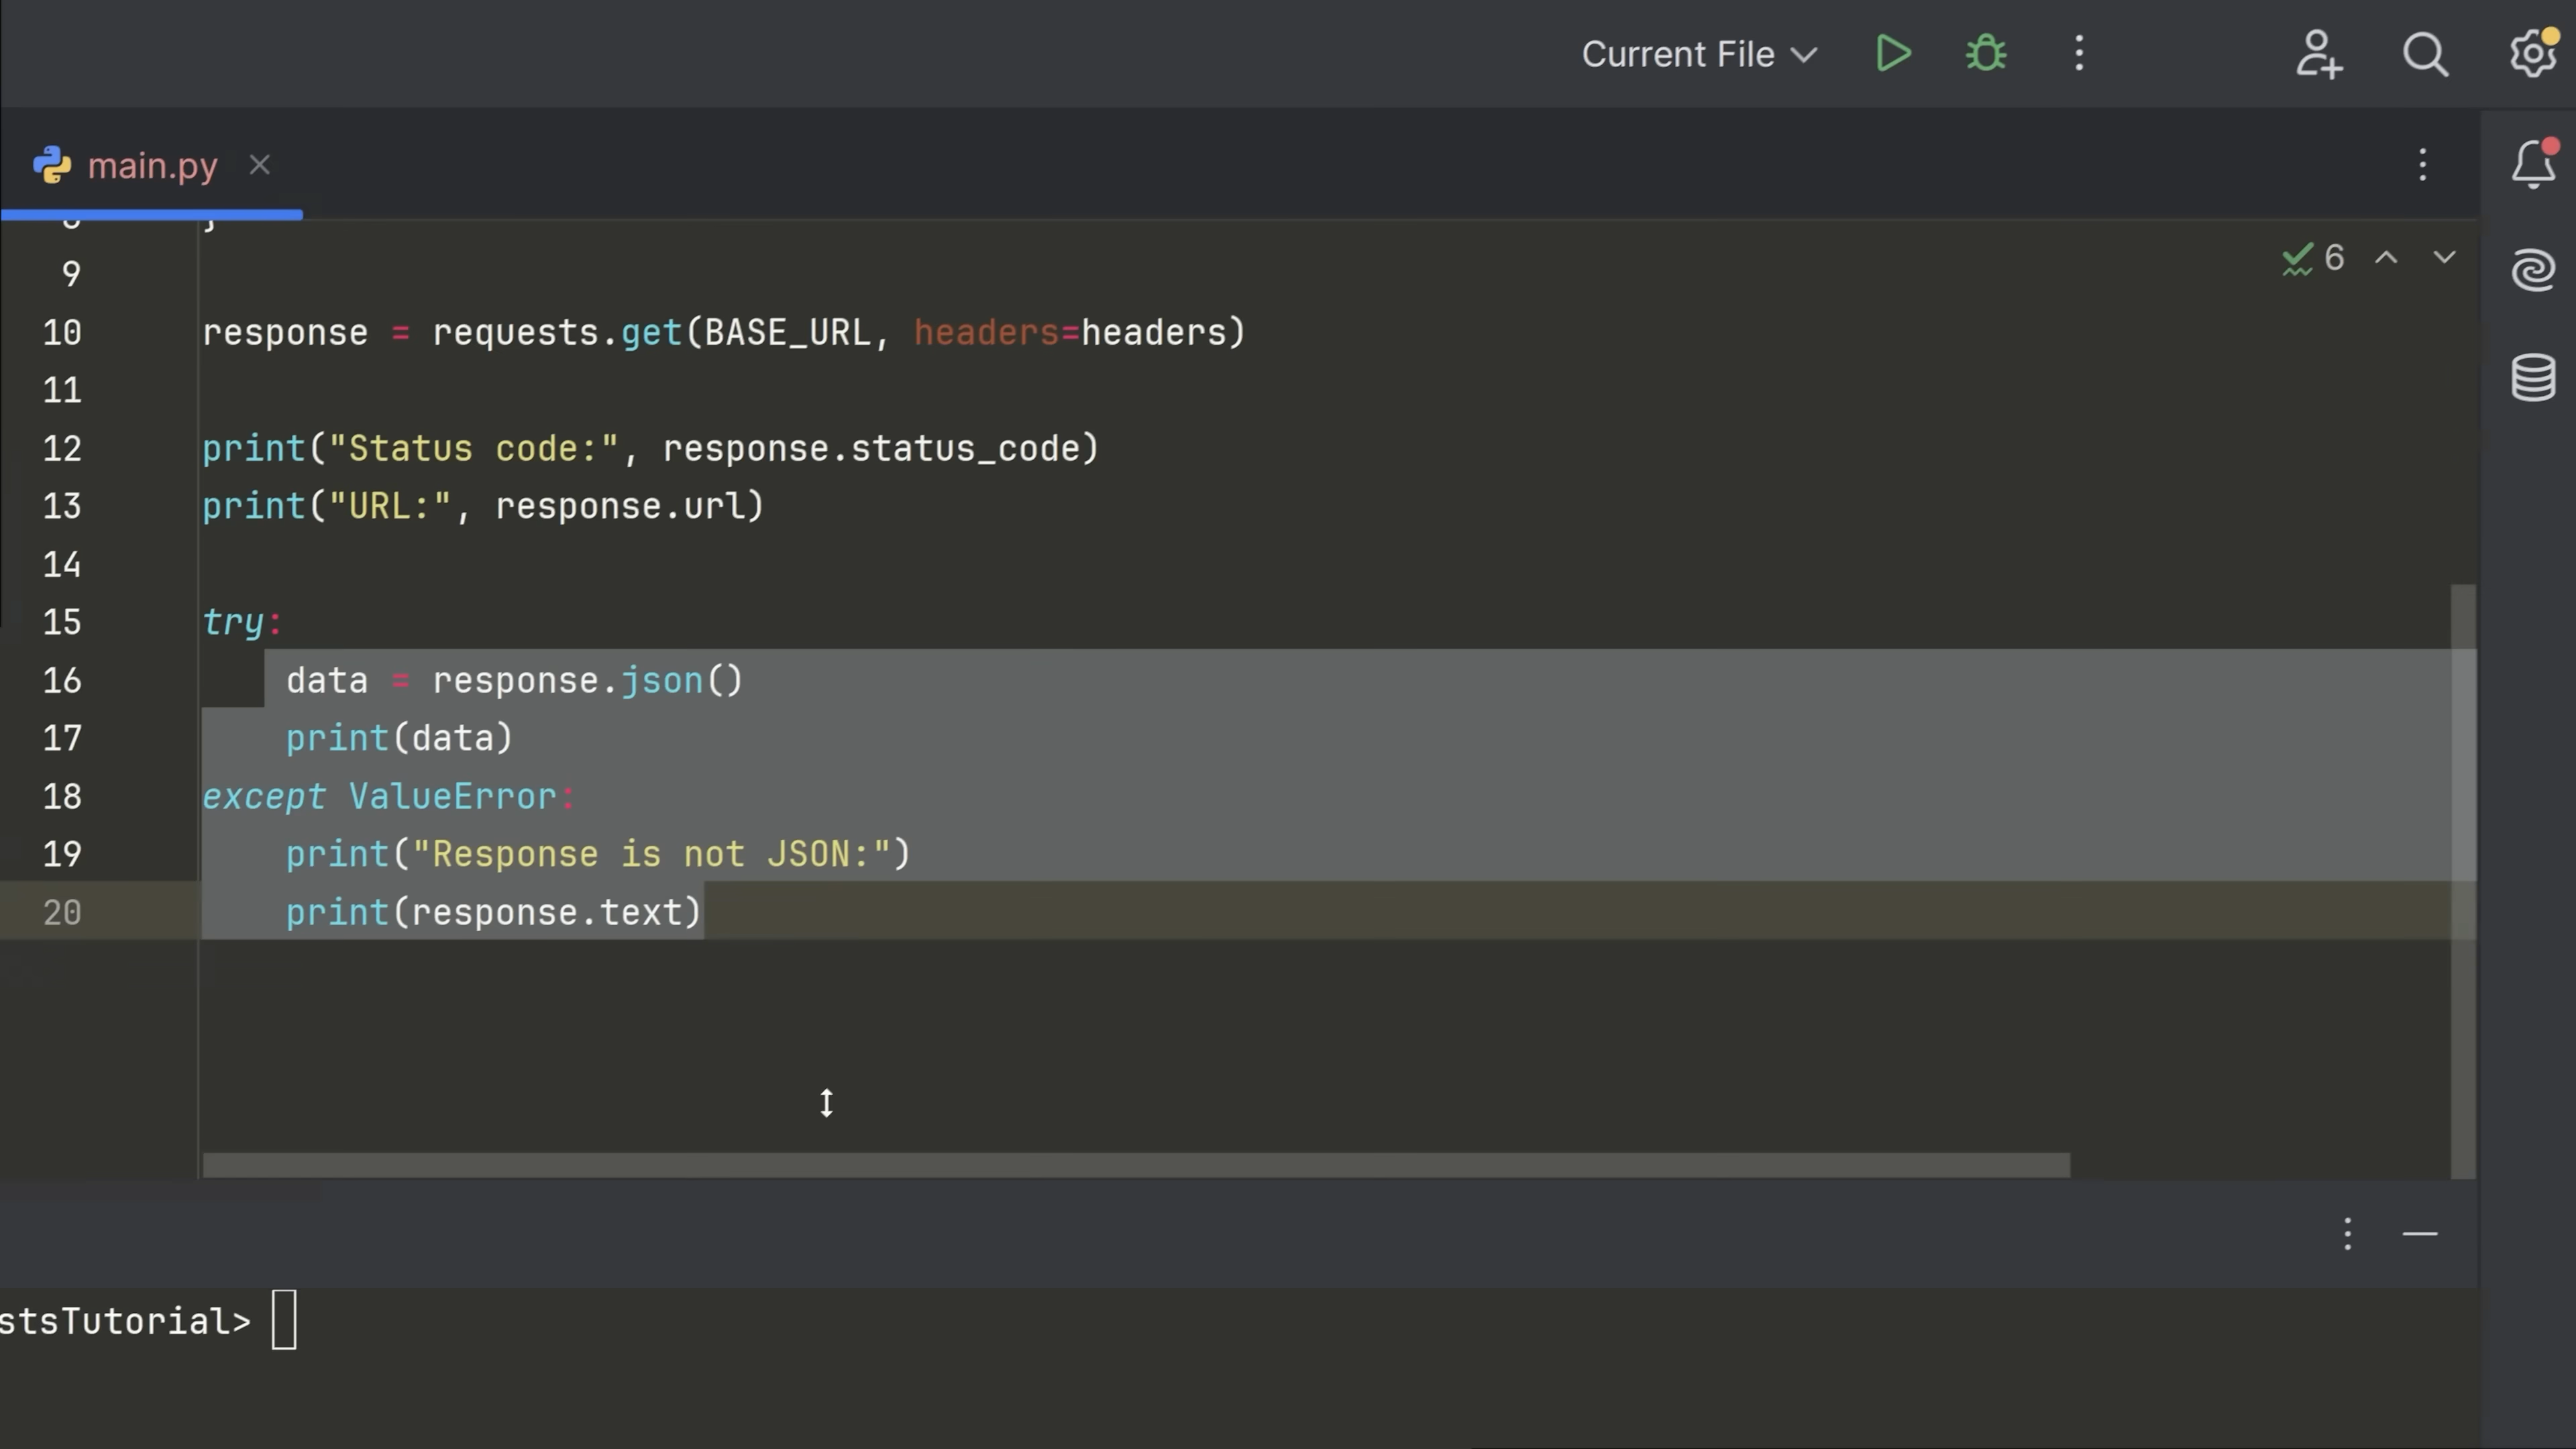 Current File
main.py
6
8 }
9
10 response = requests.get(BASE_URL, headers=headers)
11
12 print("Status code:", response.status_code)
13 print("URL:", response.url)
14
15 try:
16     data = response.json()
17     print(data)
18 except ValueError:
19     print("Response is not JSON:")
20     print(response.text)
stsTutorial>